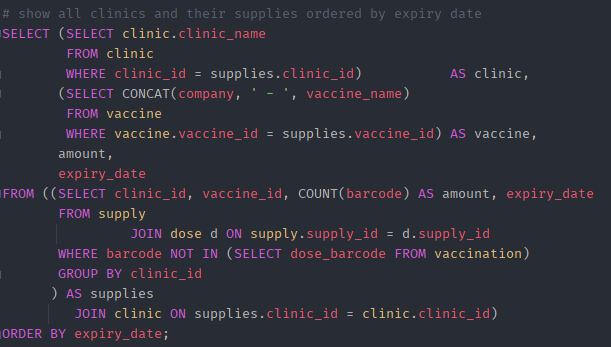 # show all clinics and their supplies ordered by expiry date
SELECT (SELECT clinic.clinic_name
FROM clinic
WHERE clinic_id = supplies.clinic_id) AS clinic,
(SELECT CONCAT(company, ' - ', vaccine_name)
FROM vaccine
WHERE vaccine.vaccine_id = supplies.vaccine_id) AS vaccine,
amount,
expiry_date
FROM ((SELECT clinic_id, vaccine_id, COUNT(barcode) AS amount, expiry_date
FROM supply
JOIN dose d ON supply.supply_id = d.supply_id
WHERE barcode NOT IN (SELECT dose_barcode FROM vaccination)
GROUP BY clinic_id
) AS supplies
JOIN clinic ON supplies.clinic_id = clinic.clinic_id)
ORDER BY expiry_date;